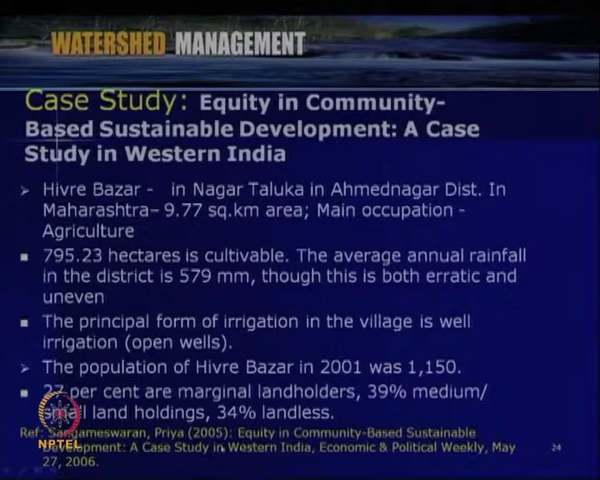 WATERSHED MANAGEMENT
Case Study: Equity in Community-
Based Sustainable Development: A Case
Study in Western India
Hivre Bazar - in Nagar Taluka in Ahmednagar Dist. In
Maharashtra– 9.77 sq.km area; Main occupation -
Agriculture
795.23 hectares is cultivable. The average annual rainfall
in the district is 579 mm, though this is both erratic and
uneven
The principal form of irrigation in the village is well
irrigation (open wells).
The population of Hivre Bazar in 2001 was 1,150.
27 per cent are marginal landholders, 39% medium/
small land holdings, 34% landless.
Ref: Sangameswaran, Priya (2005): Equity in Community-Based Sustainable
Development: A Case Study in Western India, Economic & Political Weekly, May
27, 2006.
24
NPTEL